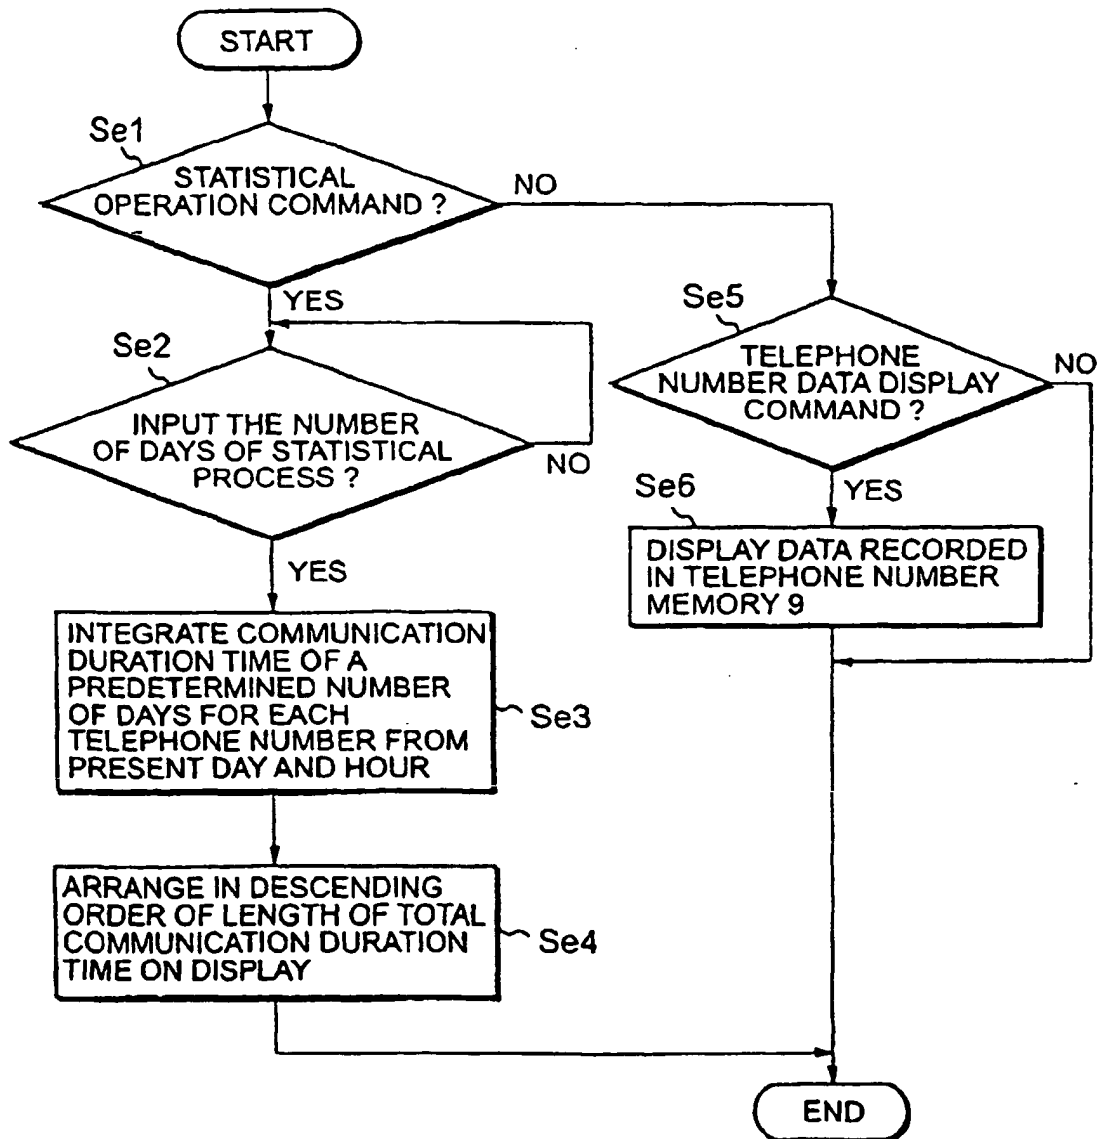 START
Se1
STATISTICAL
OPERATION COMMAND ?
NO
YES
Se2
INPUT THE NUMBER
OF DAYS OF STATISTICAL
PROCESS ?
NO
YES
INTEGRATE COMMUNICATION
DURATION TIME OF A
PREDETERMINED NUMBER
OF DAYS FOR EACH
TELEPHONE NUMBER FROM
PRESENT DAY AND HOUR
Se3
ARRANGE IN DESCENDING
ORDER OF LENGTH OF TOTAL
COMMUNICATION DURATION
TIME ON DISPLAY
Se4
Se5
TELEPHONE
NUMBER DATA DISPLAY
COMMAND ?
NO
YES
Se6
DISPLAY DATA RECORDED
IN TELEPHONE NUMBER
MEMORY 9
END